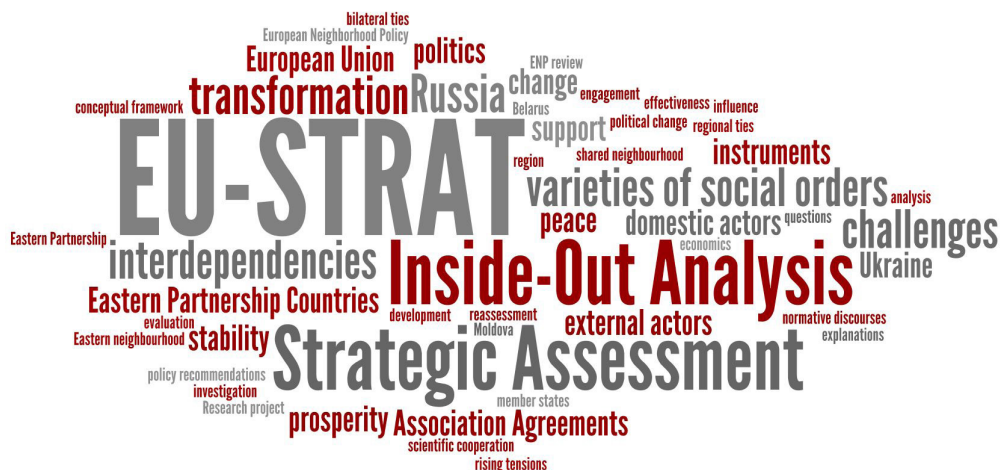 bilateral ties
European Neighborhood Policy
European Union
politics
ENP review
transformation
Russia
change
engagement
conceptual framework
Belarus
effectiveness
influence
EU-STRAT
support
political change
regional ties
region
shared neighbourhood
instruments
varieties of social orders
analysis
peace
domestic actors
questions
challenges
Eastern Partnership
interdependencies
economics
Inside-Out Analysis
Ukraine
Eastern Partnership Countries
development
reassessment
external actors
normative discourses
evaluation
Moldova
Eastern neighbourhood
stability
explanations
Strategic Assessment
policy recommendations
investigation
member states
Research project
prosperity
Association Agreements
scientific cooperation
rising tensions